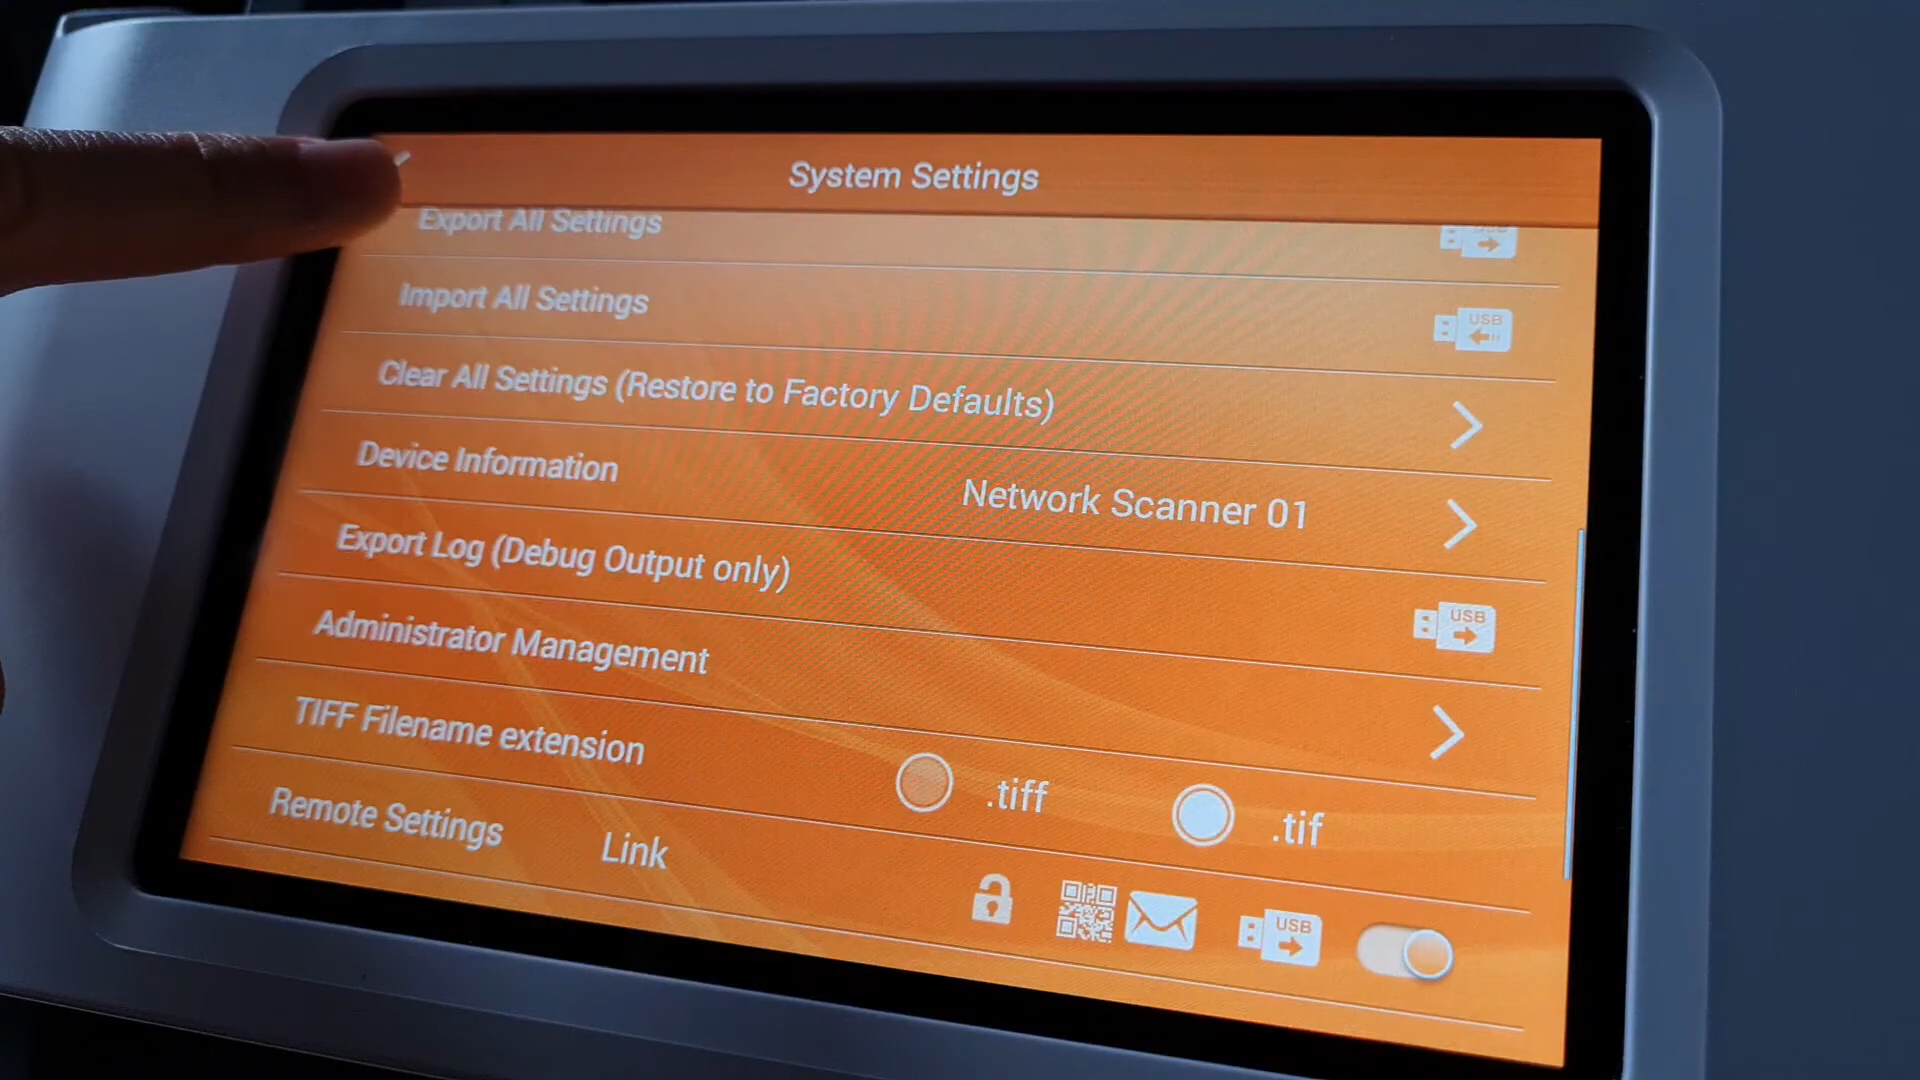 System Settings
Export All Settings
USB
Import All Settings
USB
Clear All Settings (Restore to Factory Defaults)
Device Information
Network Scanner 01
Export Log (Debug Output only)
USB
Administrator Management
TIFF Filename extension
.tiff
.tif
Remote Settings
Link
USB